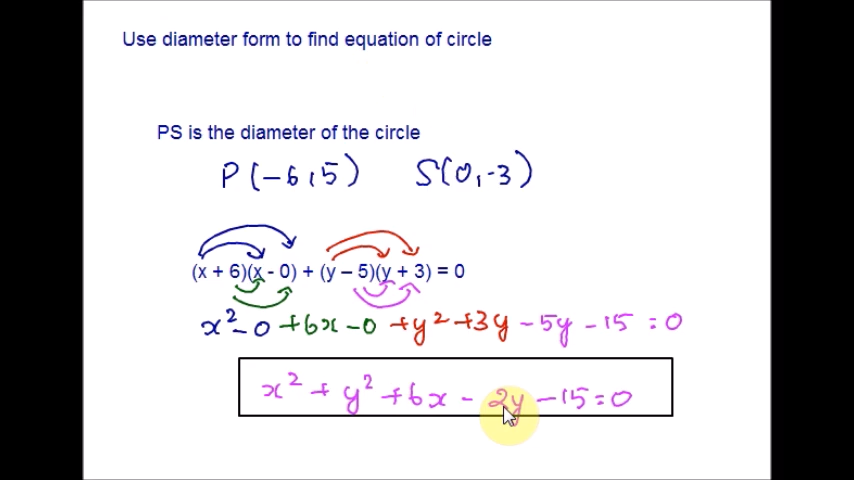 Use diameter form to find equation of circle
PS is the diameter of the circle
P(-6,5) S(0,-3)
(x + 6)(x - 0) + (y – 5)(y + 3) = 0
x² - 0 + 6x - 0 + y² + 3y - 5y - 15 = 0
x² + y² + 6x - 2y - 15 = 0